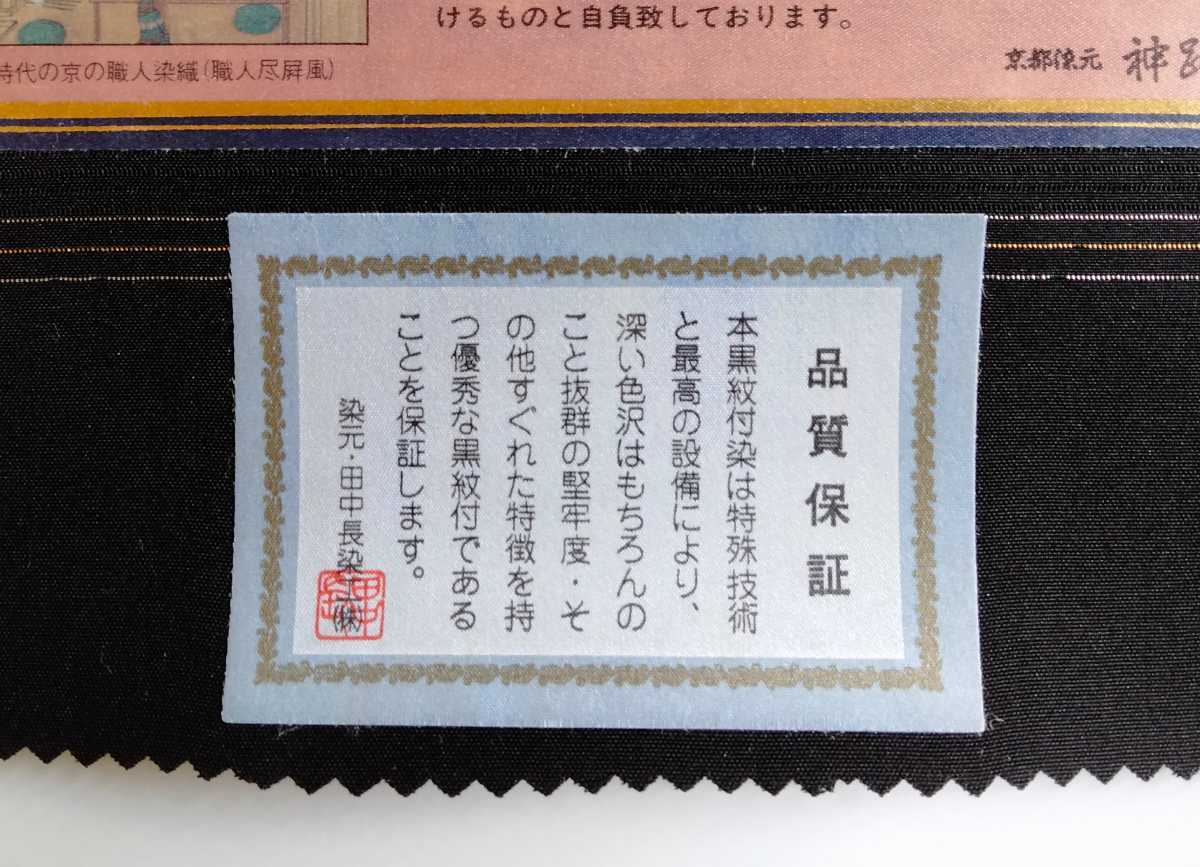 けるものと自負致しております。
時代の京の職人染織(職人尽屏風)
京都染元 神
品質保証
本黒紋付染は特殊技術
と最高の設備により、
深い色沢はもちろんの
こと抜群の堅牢度・そ
の他すぐれた特徴を持
つ優秀な黒紋付である
ことを保証します。
染元・田中長染工㈱